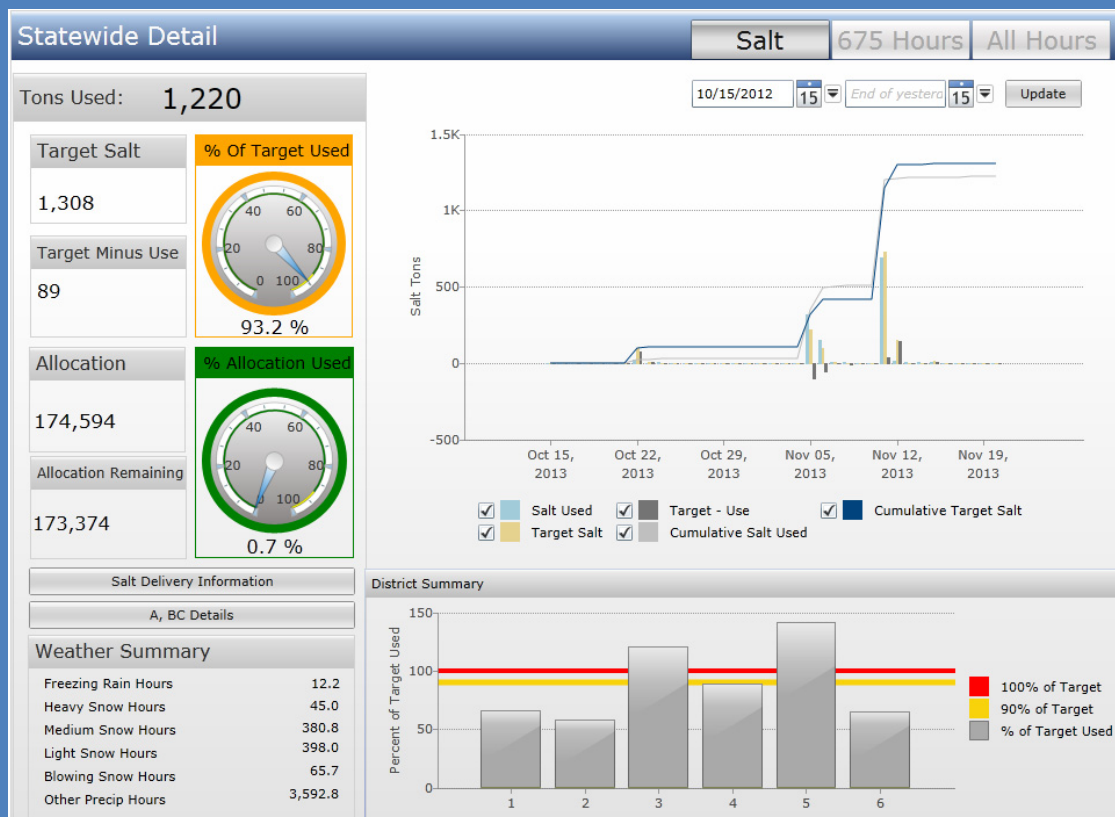 Statewide Detail
Salt
675 Hours
All Hours
Tons Used: 1,220
10/15/2012
15
End of yesterd
15
Update
Target Salt
1,308
% Of Target Used
0 20 40 60 80 100
93.2 %
Target Minus Use
89
Allocation
174,594
% Allocation Used
0 20 40 60 80 100
0.7 %
Allocation Remaining
173,374
Salt Delivery Information
A, BC Details
Weather Summary
Freezing Rain Hours 12.2
Heavy Snow Hours 45.0
Medium Snow Hours 380.8
Light Snow Hours 398.0
Blowing Snow Hours 65.7
Other Precip Hours 3,592.8
Salt Tons
1.5K
1K
500
0
-500
Oct 15, Oct 22, Oct 29, Nov 05, Nov 12, Nov 19,
2013 2013 2013 2013 2013 2013
Salt Used Target - Use Cumulative Target Salt
Target Salt Cumulative Salt Used
District Summary
Percent of Target Used
150
100
50
0
1 2 3 4 5 6
100% of Target
90% of Target
% of Target Used